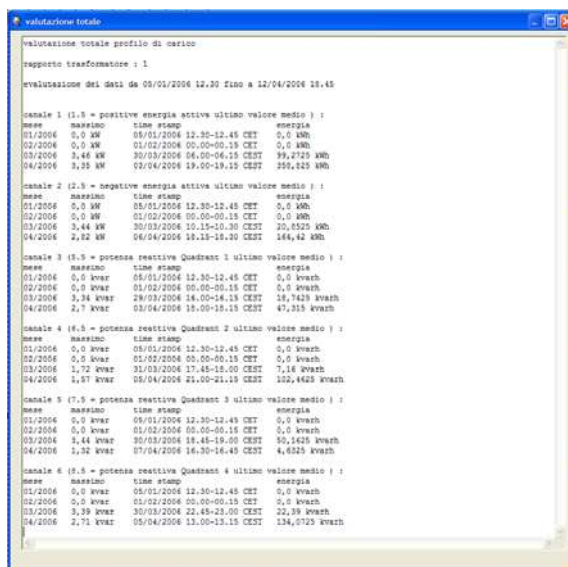 valutazione totale
valutazione totale profilo di carico
rapporto trasformatore : 1
evalutazione dei dati da 05/01/2006 12.30 fino a 12/04/2006 18.45
canale 1 (1.5 = positive energia attiva ultimo valore medio ) :
mese massimo time stamp energia
01/2006 0,0 kW 05/01/2006 12.30-12.45 CET 0,0 kWh
02/2006 0,0 kW 01/02/2006 00.00-00.15 CET 0,0 kWh
03/2006 3,46 kW 30/03/2006 06.00-06.15 CEST 99,2725 kWh
04/2006 3,35 kW 03/04/2006 19.00-19.15 CEST 358,825 kWh
canale 2 (2.5 = negative energia attiva ultimo valore medio ) :
mese massimo time stamp energia
01/2006 0,0 kW 05/01/2006 12.30-12.45 CET 0,0 kWh
02/2006 0,0 kW 01/02/2006 00.00-00.15 CET 0,0 kWh
03/2006 3,44 kW 30/03/2006 10.15-10.30 CEST 20,8525 kWh
04/2006 2,82 kW 06/04/2006 18.15-18.30 CEST 164,42 kWh
canale 3 (5.5 = potenza reattiva Quadrant 1 ultimo valore medio ) :
mese massimo time stamp energia
01/2006 0,0 kvar 05/01/2006 12.30-12.45 CET 0,0 kvarh
02/2006 0,0 kvar 01/02/2006 00.00-00.15 CET 0,0 kvarh
03/2006 3,34 kvar 29/03/2006 16.00-16.15 CEST 18,7425 kvarh
04/2006 2,7 kvar 03/04/2006 18.00-18.15 CEST 47,315 kvarh
canale 4 (6.5 = potenza reattiva Quadrant 2 ultimo valore medio ) :
mese massimo time stamp energia
01/2006 0,0 kvar 05/01/2006 12.30-12.45 CET 0,0 kvarh
02/2006 0,0 kvar 01/02/2006 00.00-00.15 CET 0,0 kvarh
03/2006 1,72 kvar 31/03/2006 17.45-18.00 CEST 7,16 kvarh
04/2006 1,57 kvar 05/04/2006 21.00-21.15 CEST 102,4625 kvarh
canale 5 (7.5 = potenza reattiva Quadrant 3 ultimo valore medio ) :
mese massimo time stamp energia
01/2006 0,0 kvar 05/01/2006 12.30-12.45 CET 0,0 kvarh
02/2006 0,0 kvar 01/02/2006 00.00-00.15 CET 0,0 kvarh
03/2006 3,44 kvar 30/03/2006 18.45-19.00 CEST 50,1625 kvarh
04/2006 1,32 kvar 07/04/2006 16.30-16.45 CEST 4,6325 kvarh
canale 6 (8.5 = potenza reattiva Quadrant 4 ultimo valore medio ) :
mese massimo time stamp energia
01/2006 0,0 kvar 05/01/2006 12.30-12.45 CET 0,0 kvarh
02/2006 0,0 kvar 01/02/2006 00.00-00.15 CET 0,0 kvarh
03/2006 3,39 kvar 30/03/2006 22.45-23.00 CEST 22,39 kvarh
04/2006 2,71 kvar 05/04/2006 13.00-13.15 CEST 134,0725 kvarh